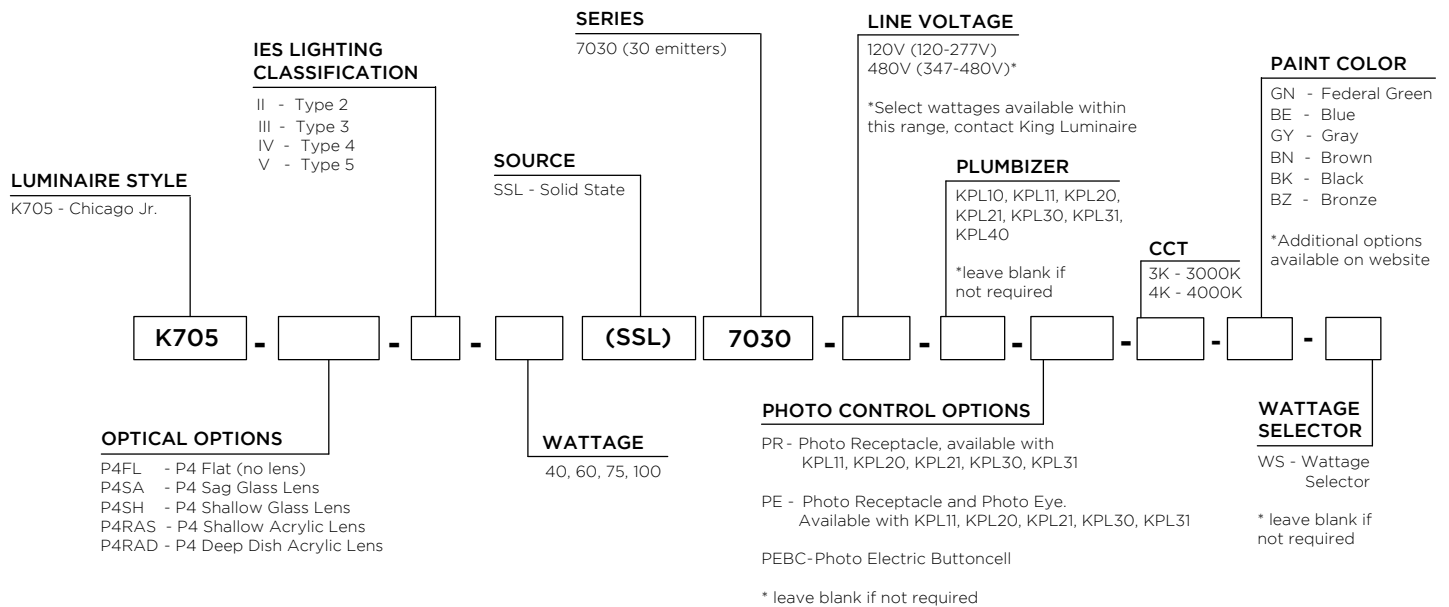 SERIES
7030 (30 emitters)
LINE VOLTAGE
120V (120-277V)
480V (347-480V)*
*Select wattages available within
this range, contact King Luminaire
IES LIGHTING
CLASSIFICATION
II - Type 2
III - Type 3
IV - Type 4
V - Type 5
PAINT COLOR
GN - Federal Green
BE - Blue
GY - Gray
BN - Brown
BK - Black
BZ - Bronze
*Additional options
available on website
SOURCE
SSL - Solid State
PLUMBIZER
KPL10, KPL11, KPL20,
KPL21, KPL30, KPL31,
KPL40
*leave blank if
not required
LUMINAIRE STYLE
K705 - Chicago Jr.
CCT
3K - 3000K
4K - 4000K
K705 - - - (SSL) 7030 - - - - - -
OPTICAL OPTIONS
P4FL - P4 Flat (no lens)
P4SA - P4 Sag Glass Lens
P4SH - P4 Shallow Glass Lens
P4RAS - P4 Shallow Acrylic Lens
P4RAD - P4 Deep Dish Acrylic Lens
WATTAGE
40, 60, 75, 100
PHOTO CONTROL OPTIONS
PR - Photo Receptacle, available with
KPL11, KPL20, KPL21, KPL30, KPL31
PE - Photo Receptacle and Photo Eye.
Available with KPL11, KPL20, KPL21, KPL30, KPL31
PEBC-Photo Electric Buttoncell
* leave blank if not required
WATTAGE
SELECTOR
WS - Wattage
Selector
* leave blank if
not required